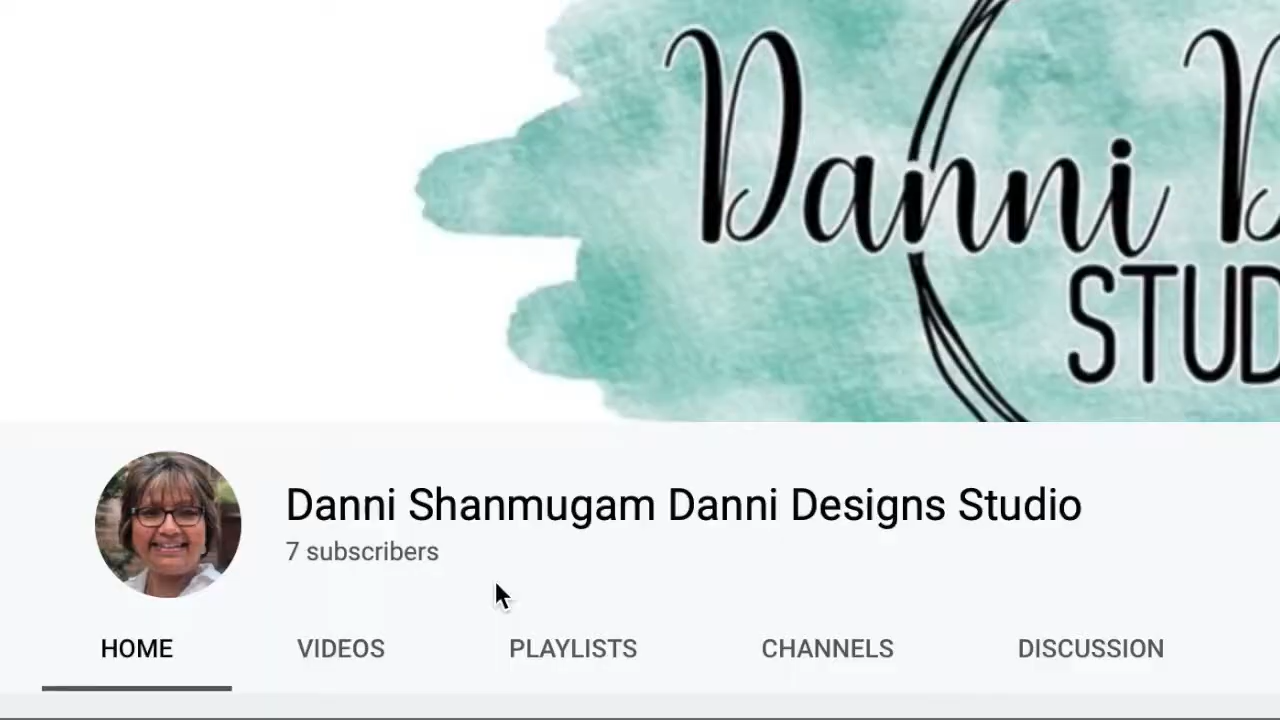 Danni D
STUD
Danni Shanmugam Danni Designs Studio
7 subscribers
HOME VIDEOS PLAYLISTS CHANNELS DISCUSSION